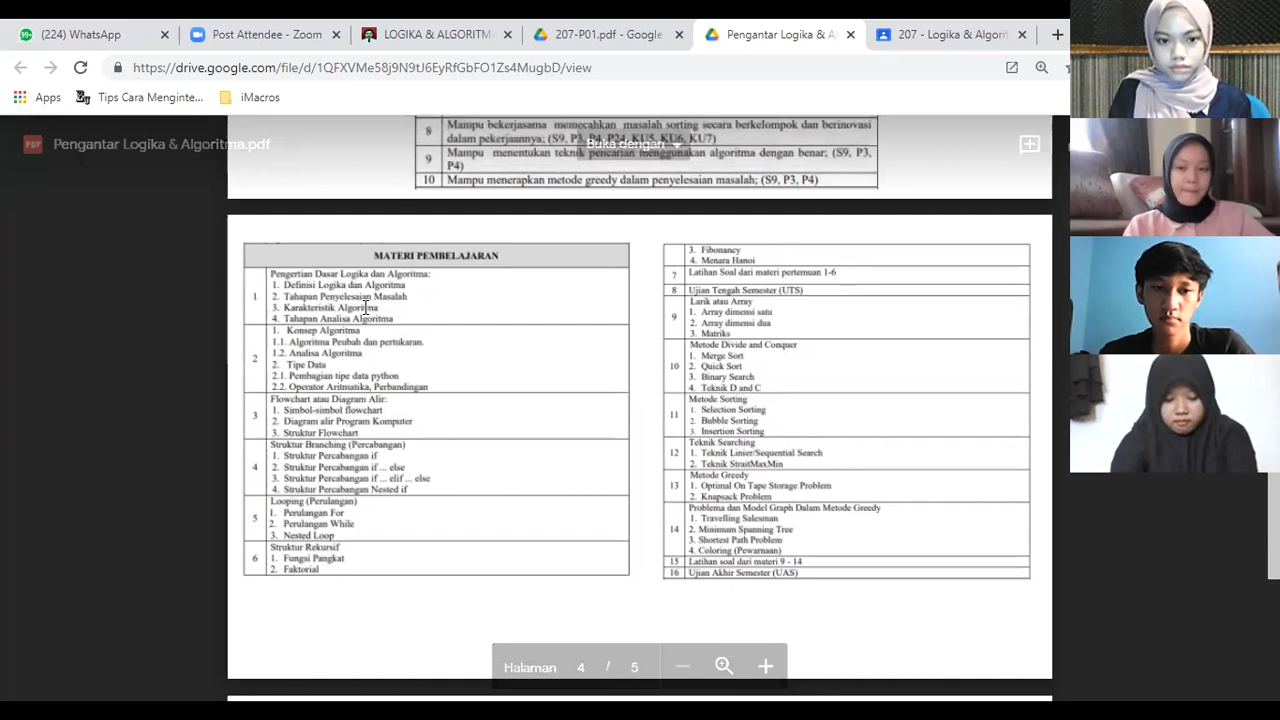 (224) WhatsApp
Post Attendee - Zoom
LOGIKA & ALGORITM
207-P01.pdf - Google
Pengantar Logika & Al
207 - Logika & Algorit
https://drive.google.com/file/d/1QFXVMe58j9N9tJ6EyRfGbFO1Zs4MugbD/view
Apps
Tips Cara Menginte...
iMacros
PDF
Pengantar Logika & Algoritma.pdf
Buka dengan
8 Mampu bekerjasama memecahkan masalah sorting secara berkelompok dan berinovasi
dalam pekerjaannya; (S9, P3, P4, P24, KU5, KU6, KU7)
9 Mampu menentukan teknik pencarian menggunakan algoritma dengan benar; (S9, P3,
P4)
10 Mampu menerapkan metode greedy dalam penyelesaian masalah; (S9, P3, P4)
MATERI PEMBELAJARAN
1 Pengertian Dasar Logika dan Algoritma:
1. Definisi Logika dan Algoritma
2. Tahapan Penyelesaian Masalah
3. Karakteristik Algoritma
4. Tahapan Analisa Algoritma
2 1. Konsep Algoritma
1.1. Algoritma Peubah dan pertukaran.
1.2. Analisa Algoritma
2. Tipe Data
2.1. Pembagian tipe data python
2.2. Operator Aritmatika, Perbandingan
3 Flowchart atau Diagram Alir:
1. Simbol-simbol flowchart
2. Diagram alir Program Komputer
3. Struktur Flowchart
4 Struktur Branching (Percabangan)
1. Struktur Percabangan if
2. Struktur Percabangan if ... else
3. Struktur Percabangan if ... elif ... else
4. Struktur Percabangan Nested if
5 Looping (Perulangan)
1. Perulangan For
2. Perulangan While
3. Nested Loop
6 Struktur Rekursif
1. Fungsi Pangkat
2. Faktorial
3. Fibonancy
4. Menara Hanoi
7 Latihan Soal dari materi pertemuan 1-6
8 Ujian Tengah Semester (UTS)
9 Larik atau Array
1. Array dimensi satu
2. Array dimensi dua
3. Matriks
10 Metode Divide and Conquer
1. Merge Sort
2. Quick Sort
3. Binary Search
4. Teknik D and C
11 Metode Sorting
1. Selection Sorting
2. Bubble Sorting
3. Insertion Sorting
12 Teknik Searching
1. Teknik Linier/Sequential Search
2. Teknik StraitMaxMin
13 Metode Greedy
1. Optimal On Tape Storage Problem
2. Knapsack Problem
14 Problema dan Model Graph Dalam Metode Greedy
1. Travelling Salesman
2. Minimum Spanning Tree
3. Shortest Path Problem
4. Coloring (Pewarnaan)
15 Latihan soal dari materi 9 - 14
16 Ujian Akhir Semester (UAS)
Halaman 4 / 5